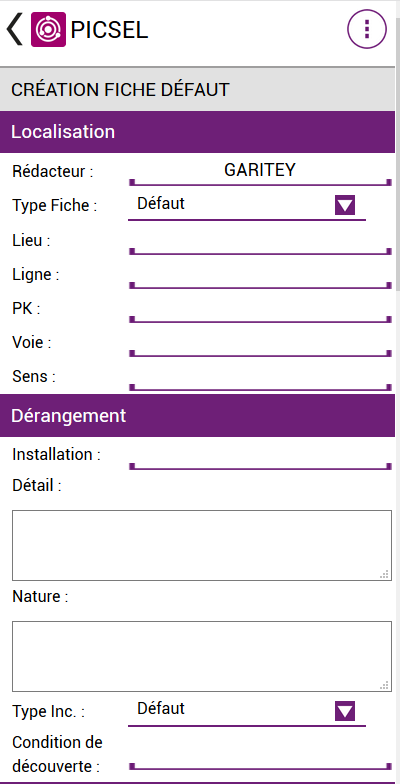 PICSEL
CRÉATION FICHE DÉFAUT
Localisation
Rédacteur : GARITEY
Type Fiche : Défaut
Lieu :
Ligne :
PK :
Voie :
Sens :
Dérangement
Installation :
Détail :
Nature :
Type Inc. : Défaut
Condition de
découverte :